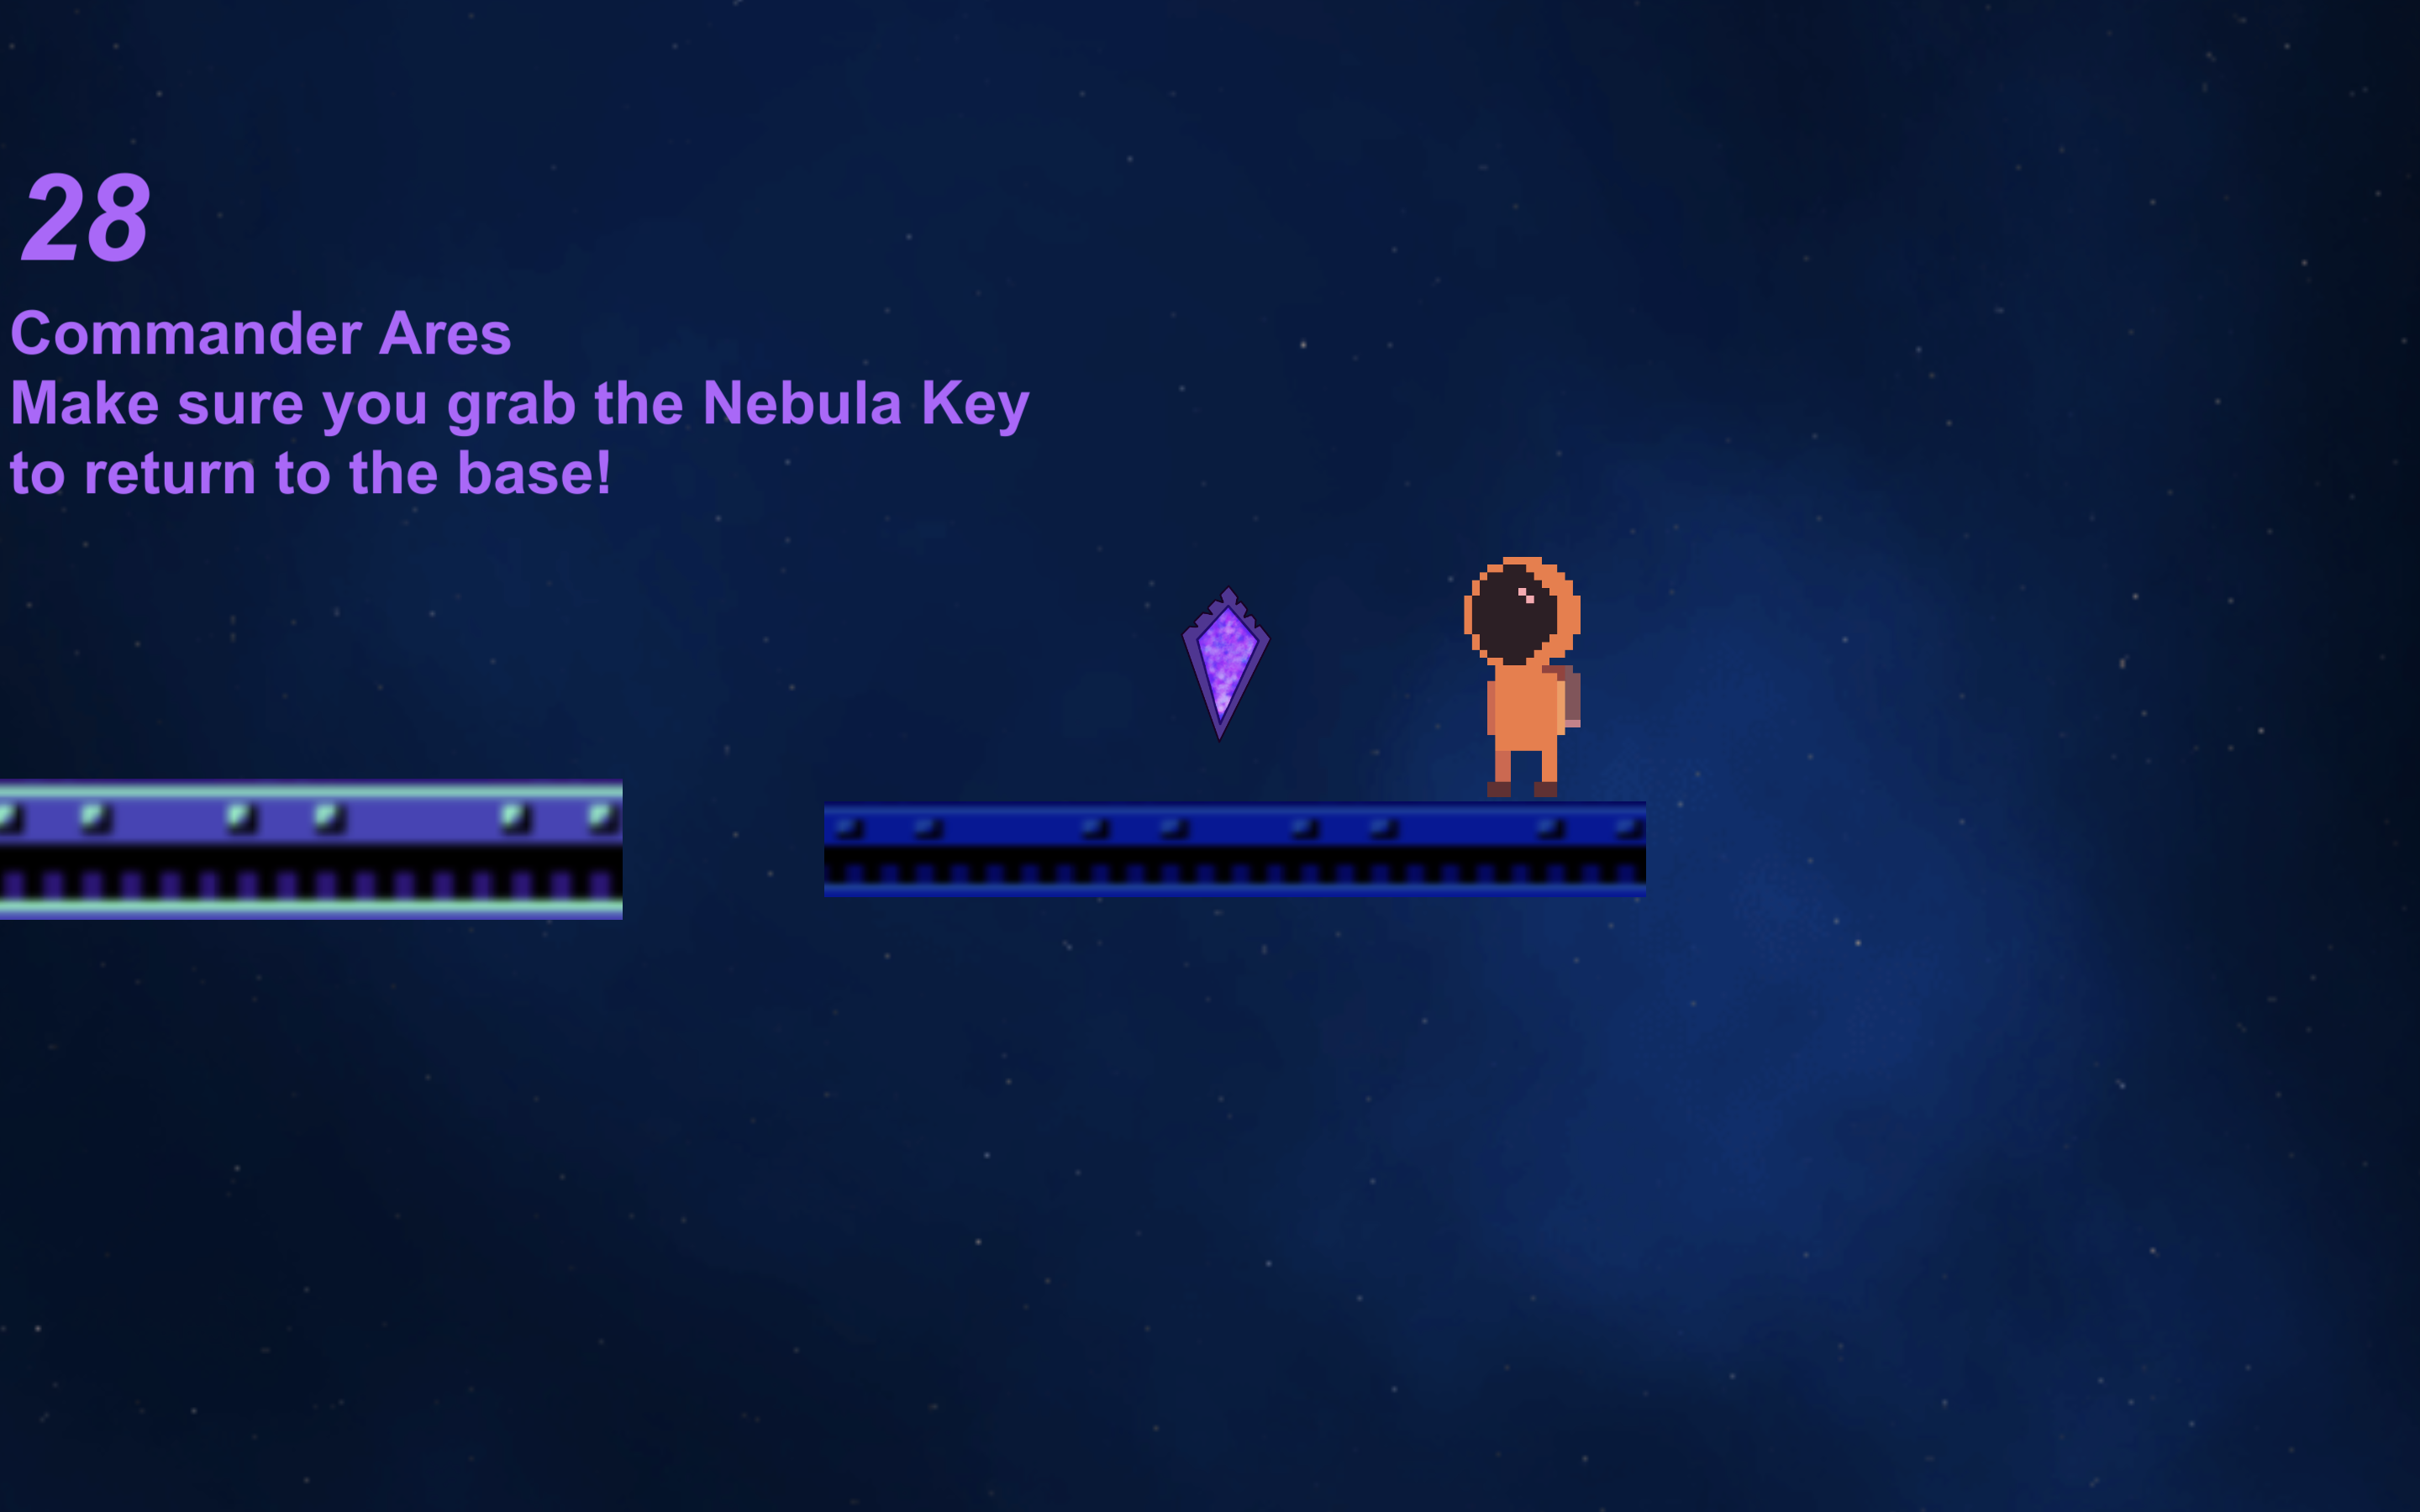 28
Commander Ares
Make sure you grab the Nebula Key
to return to the base!